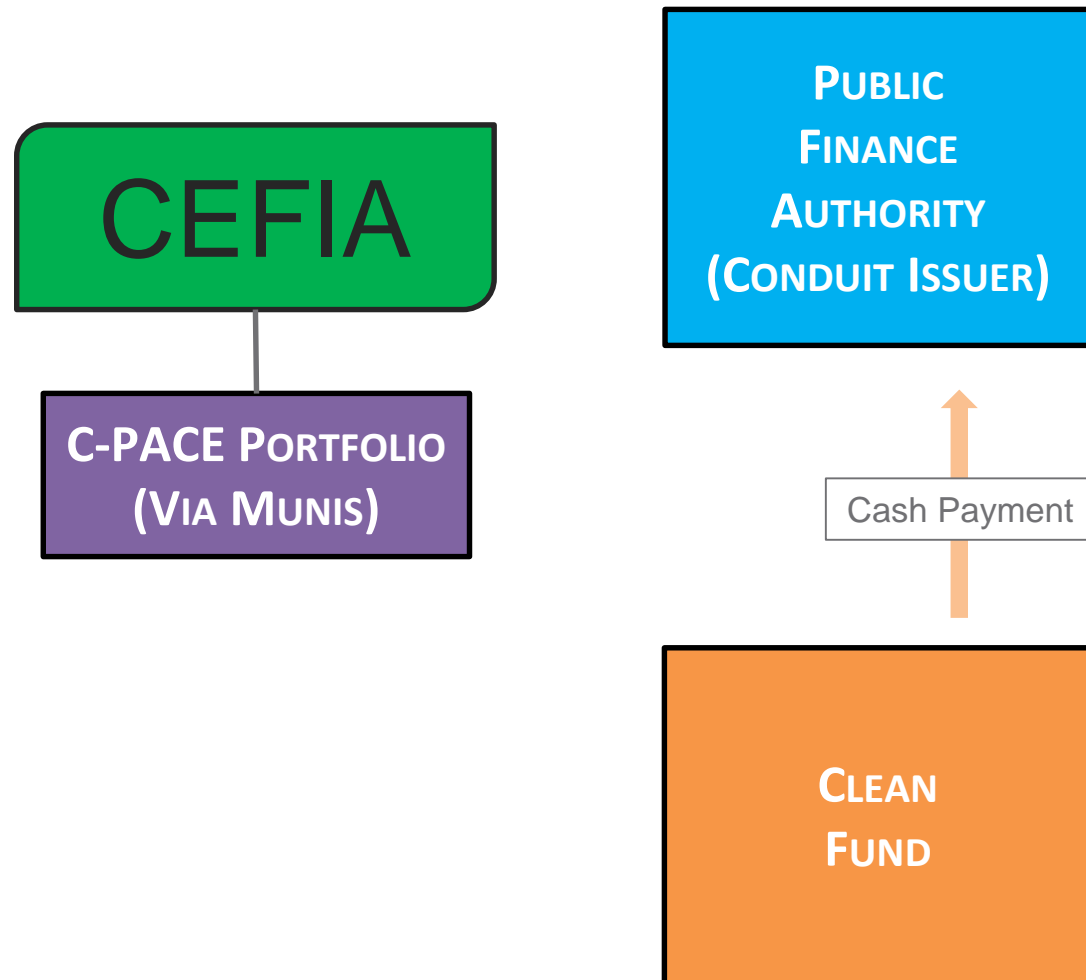 CEFIA
C-PACE PORTFOLIO
(VIA MUNIS)
PUBLIC
FINANCE
AUTHORITY
(CONDUIT ISSUER)
Cash Payment
CLEAN
FUND